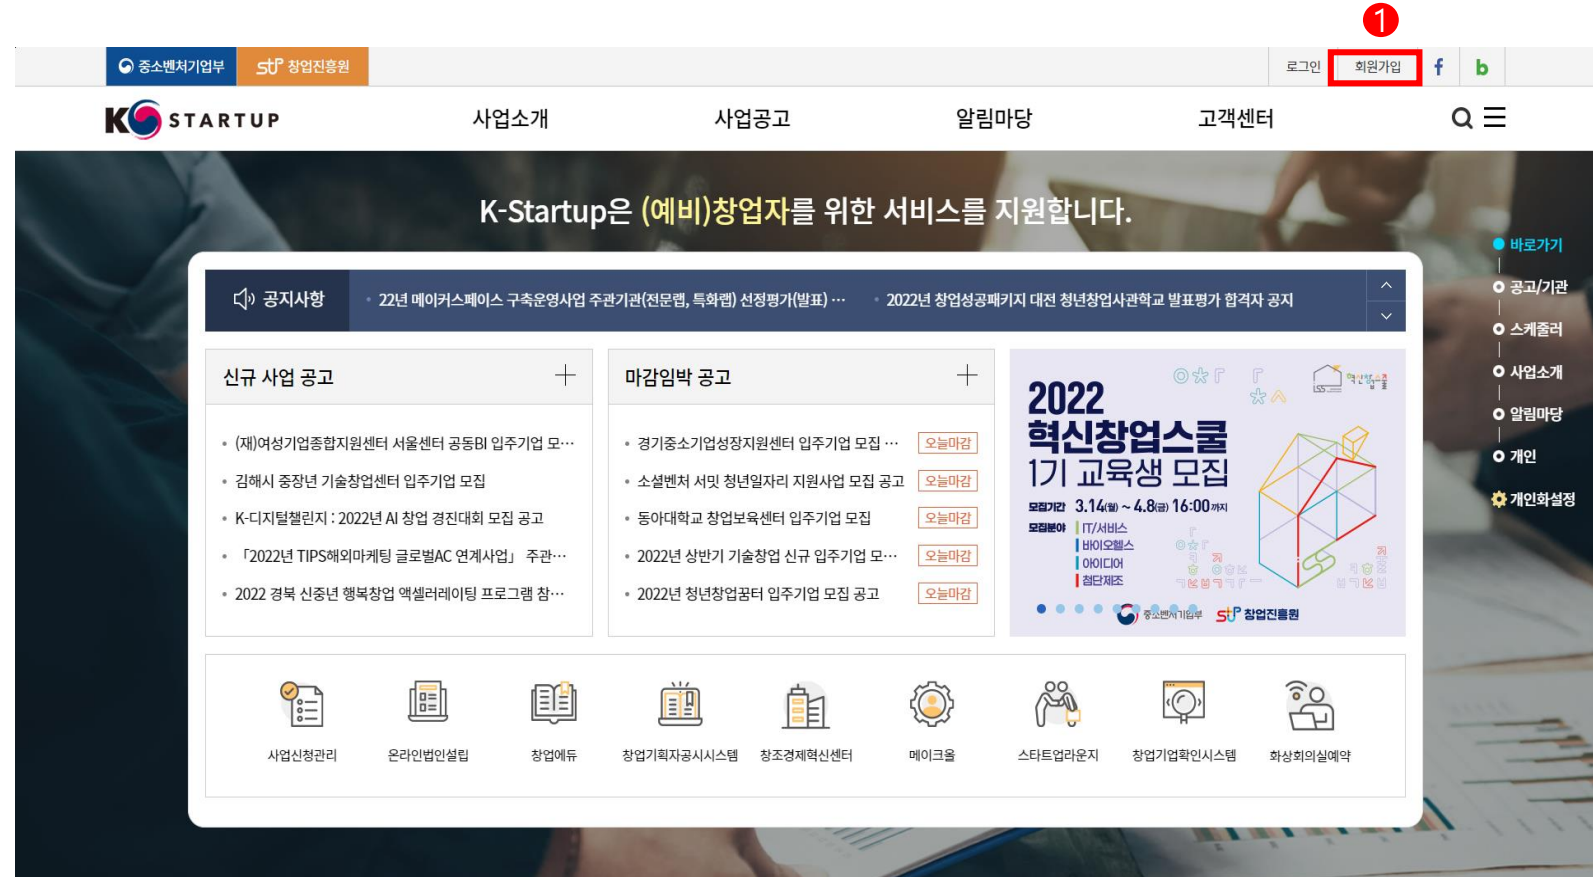 1
중소벤처기업부 창업진흥원 로그인 회원가입 f b
K STARTUP 사업소개 사업공고 알림마당 고객센터
K-Startup은 (예비)창업자를 위한 서비스를 지원합니다.
공지사항 • 22년 메이커스페이스 구축운영사업 주관기관(전문랩, 특화랩) 선정평가(발표) ··· • 2022년 창업성공패키지 대전 청년창업사관학교 발표평가 합격자 공지
신규 사업 공고
• (재)여성기업종합지원센터 서울센터 공동BI 입주기업 모···
• 김해시 중장년 기술창업센터 입주기업 모집
• K-디지털챌린지 : 2022년 AI 창업 경진대회 모집 공고
• 「2022년 TIPS해외마케팅 글로벌AC 연계사업」 주관···
• 2022 경북 신중년 행복창업 액셀러레이팅 프로그램 참···
마감임박 공고
• 경기중소기업성장지원센터 입주기업 모집 ··· 오늘마감
• 소셜벤처 서밋 청년일자리 지원사업 모집 공고 오늘마감
• 동아대학교 창업보육센터 입주기업 모집 오늘마감
• 2022년 상반기 기술창업 신규 입주기업 모··· 오늘마감
• 2022년 청년창업꿈터 입주기업 모집 공고 오늘마감
혁신창업스쿨
2022
혁신창업스쿨
1기 교육생 모집
모집기간 3.14(월) ~ 4.8(금) 16:00까지
모집분야 IT/서비스
바이오헬스
아이디어
첨단제조
중소벤처기업부 창업진흥원
사업신청관리 온라인법인설립 창업에듀 창업기획자공시시스템 창조경제혁신센터 메이크올 스타트업라운지 창업기업확인시스템 화상회의실예약
바로가기
공고/기관
스케줄러
사업소개
알림마당
개인
개인화설정